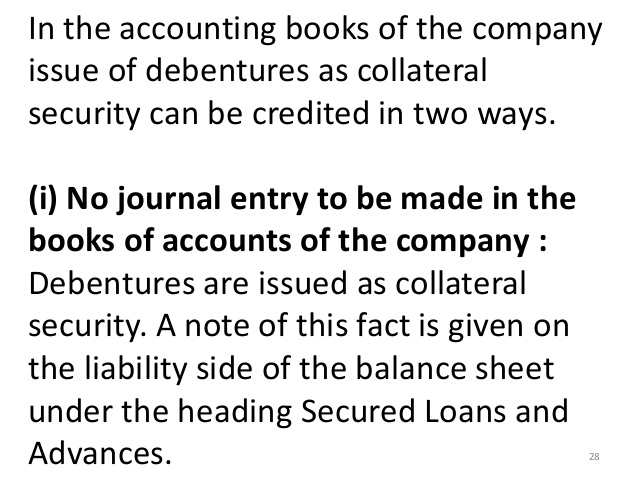 In the accounting books of the company
issue of debentures as collateral
security can be credited in two ways.
(i) No journal entry to be made in the
books of accounts of the company :
Debentures are issued as collateral
security. A note of this fact is given on
the liability side of the balance sheet
under the heading Secured Loans and
Advances.
28